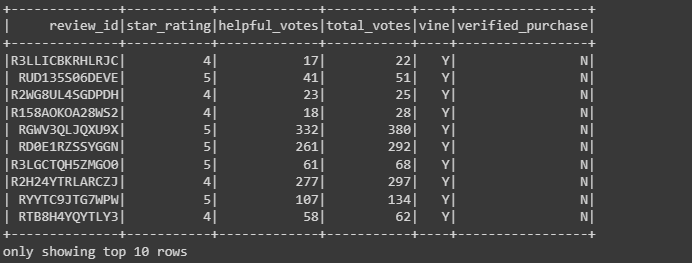 +--------------+-----------+-------------+-----------+----+-----------------+
|     review_id|star_rating|helpful_votes|total_votes|vine|verified_purchase|
+--------------+-----------+-------------+-----------+----+-----------------+
|R3LLICBKRHLRJC|          4|           17|         22|   Y|                N|
| RUD135S06DEVE|          5|           41|         51|   Y|                N|
|R2WG8UL4SGDPDH|          4|           23|         25|   Y|                N|
|R158AOKOA28WS2|          4|           18|         28|   Y|                N|
| RGWV3QLJQXU9X|          5|          332|        380|   Y|                N|
| RD0E1RZSSYGGN|          5|          261|        292|   Y|                N|
|R3LGCTQH5ZMGO0|          5|           61|         68|   Y|                N|
|R2H24YTRLARCZJ|          4|          277|        297|   Y|                N|
| RYYTC9JTG7WPW|          5|          107|        134|   Y|                N|
| RTB8H4YQYTLY3|          4|           58|         62|   Y|                N|
+--------------+-----------+-------------+-----------+----+-----------------+
only showing top 10 rows